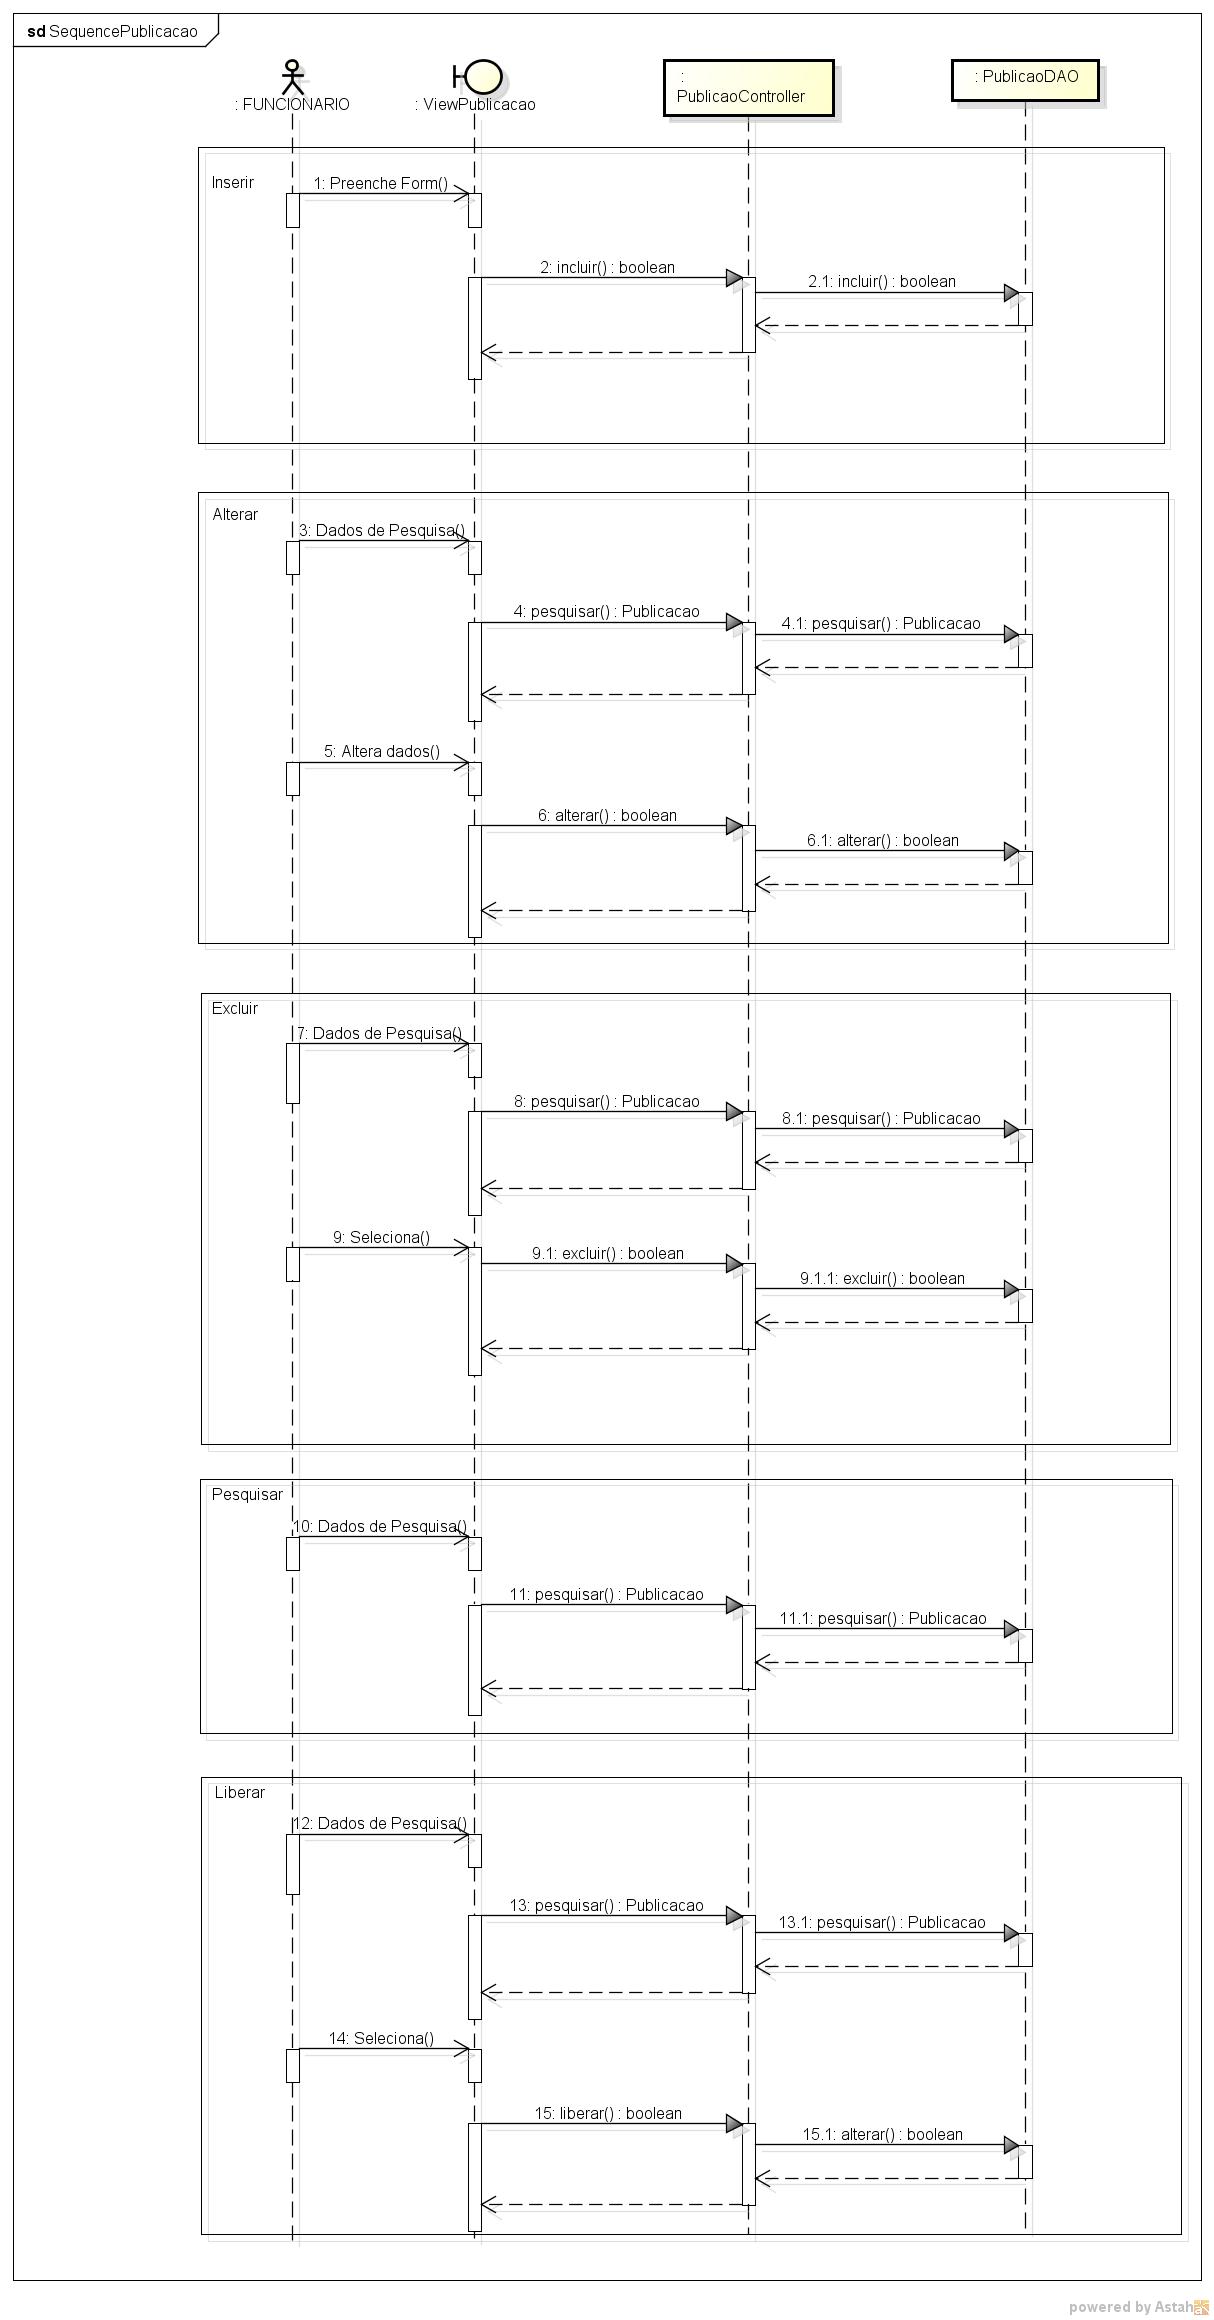 sd SequencePublicacao
: FUNCIONARIO
: ViewPublicacao
:
PublicaoController
: PublicaoDAO
Inserir
1: Preenche Form()
2: incluir() : boolean
2.1: incluir() : boolean
Alterar
3: Dados de Pesquisa()
4: pesquisar() : Publicacao
4.1: pesquisar() : Publicacao
5: Altera dados()
6: alterar() : boolean
6.1: alterar() : boolean
Excluir
7: Dados de Pesquisa()
8: pesquisar() : Publicacao
8.1: pesquisar() : Publicacao
9: Seleciona()
9.1: excluir() : boolean
9.1.1: excluir() : boolean
Pesquisar
10: Dados de Pesquisa()
11: pesquisar() : Publicacao
11.1: pesquisar() : Publicacao
Liberar
12: Dados de Pesquisa()
13: pesquisar() : Publicacao
13.1: pesquisar() : Publicacao
14: Seleciona()
15: liberar() : boolean
15.1: alterar() : boolean
powered by Astah